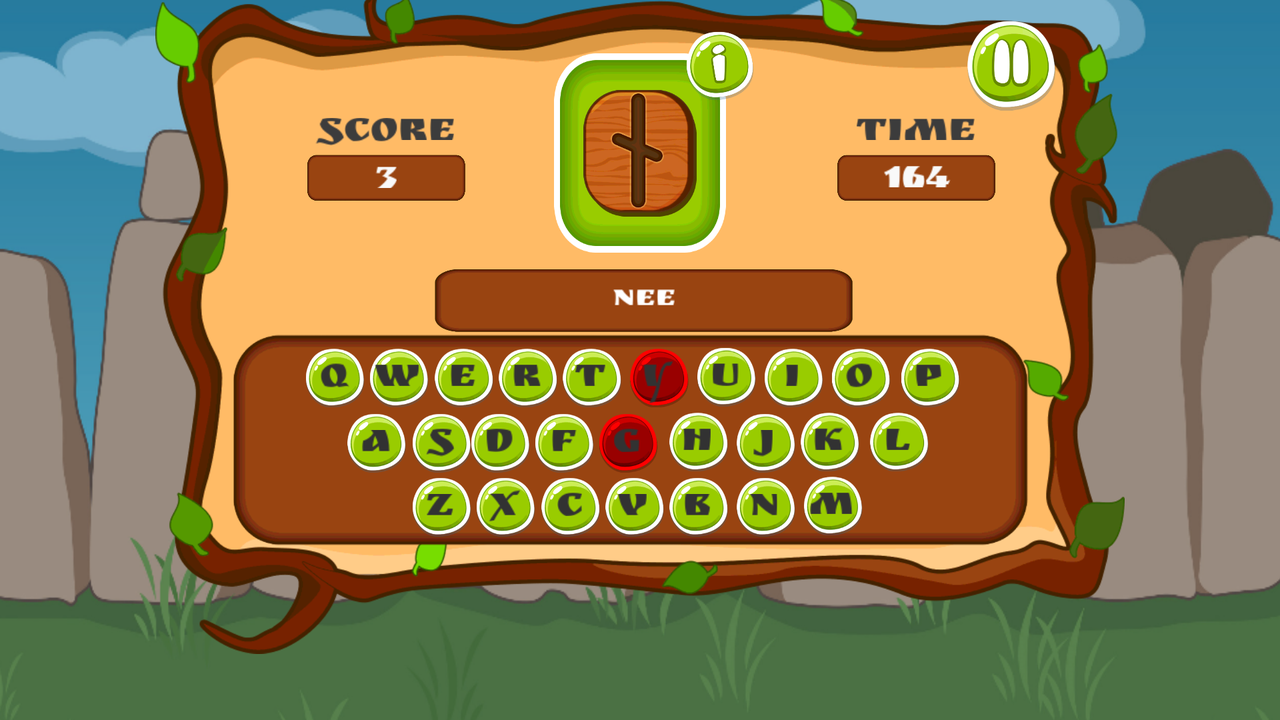 i
SCORE
TIME
3
ᚾ
164
NEE
Q W E R T Y U I O P
A S D F G H J K L
Z X C V B N M